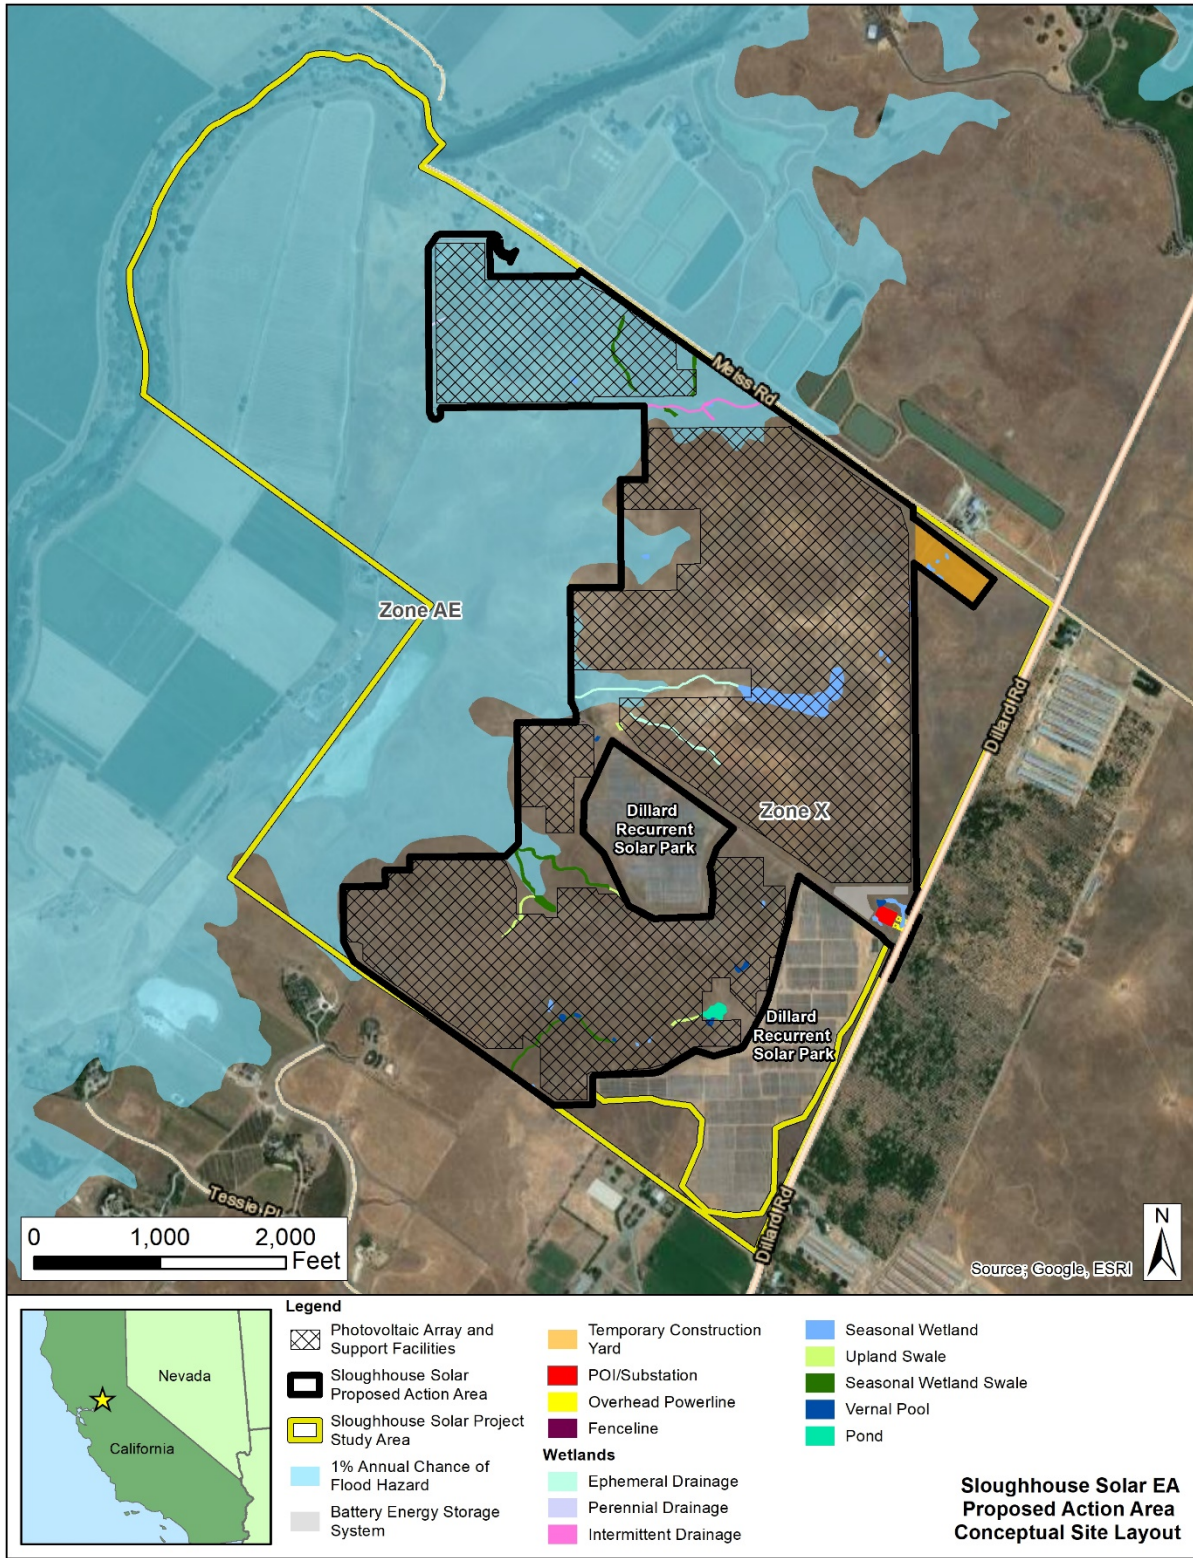 Meiss Rd
Zone AE
Dillard Rd
Dillard
Recurrent
Solar Park
Zone X
Dillard
Recurrent
Solar Park
Tessie Pl
Dillard Rd
0 1,000 2,000
Feet
N
Source; Google, ESRI
Nevada
California
Legend
Photovoltaic Array and
Support Facilities
Sloughhouse Solar
Proposed Action Area
Sloughhouse Solar Project
Study Area
1% Annual Chance of
Flood Hazard
Battery Energy Storage
System
Temporary Construction
Yard
POI/Substation
Overhead Powerline
Fenceline
Wetlands
Ephemeral Drainage
Perennial Drainage
Intermittent Drainage
Seasonal Wetland
Upland Swale
Seasonal Wetland Swale
Vernal Pool
Pond
Sloughhouse Solar EA
Proposed Action Area
Conceptual Site Layout